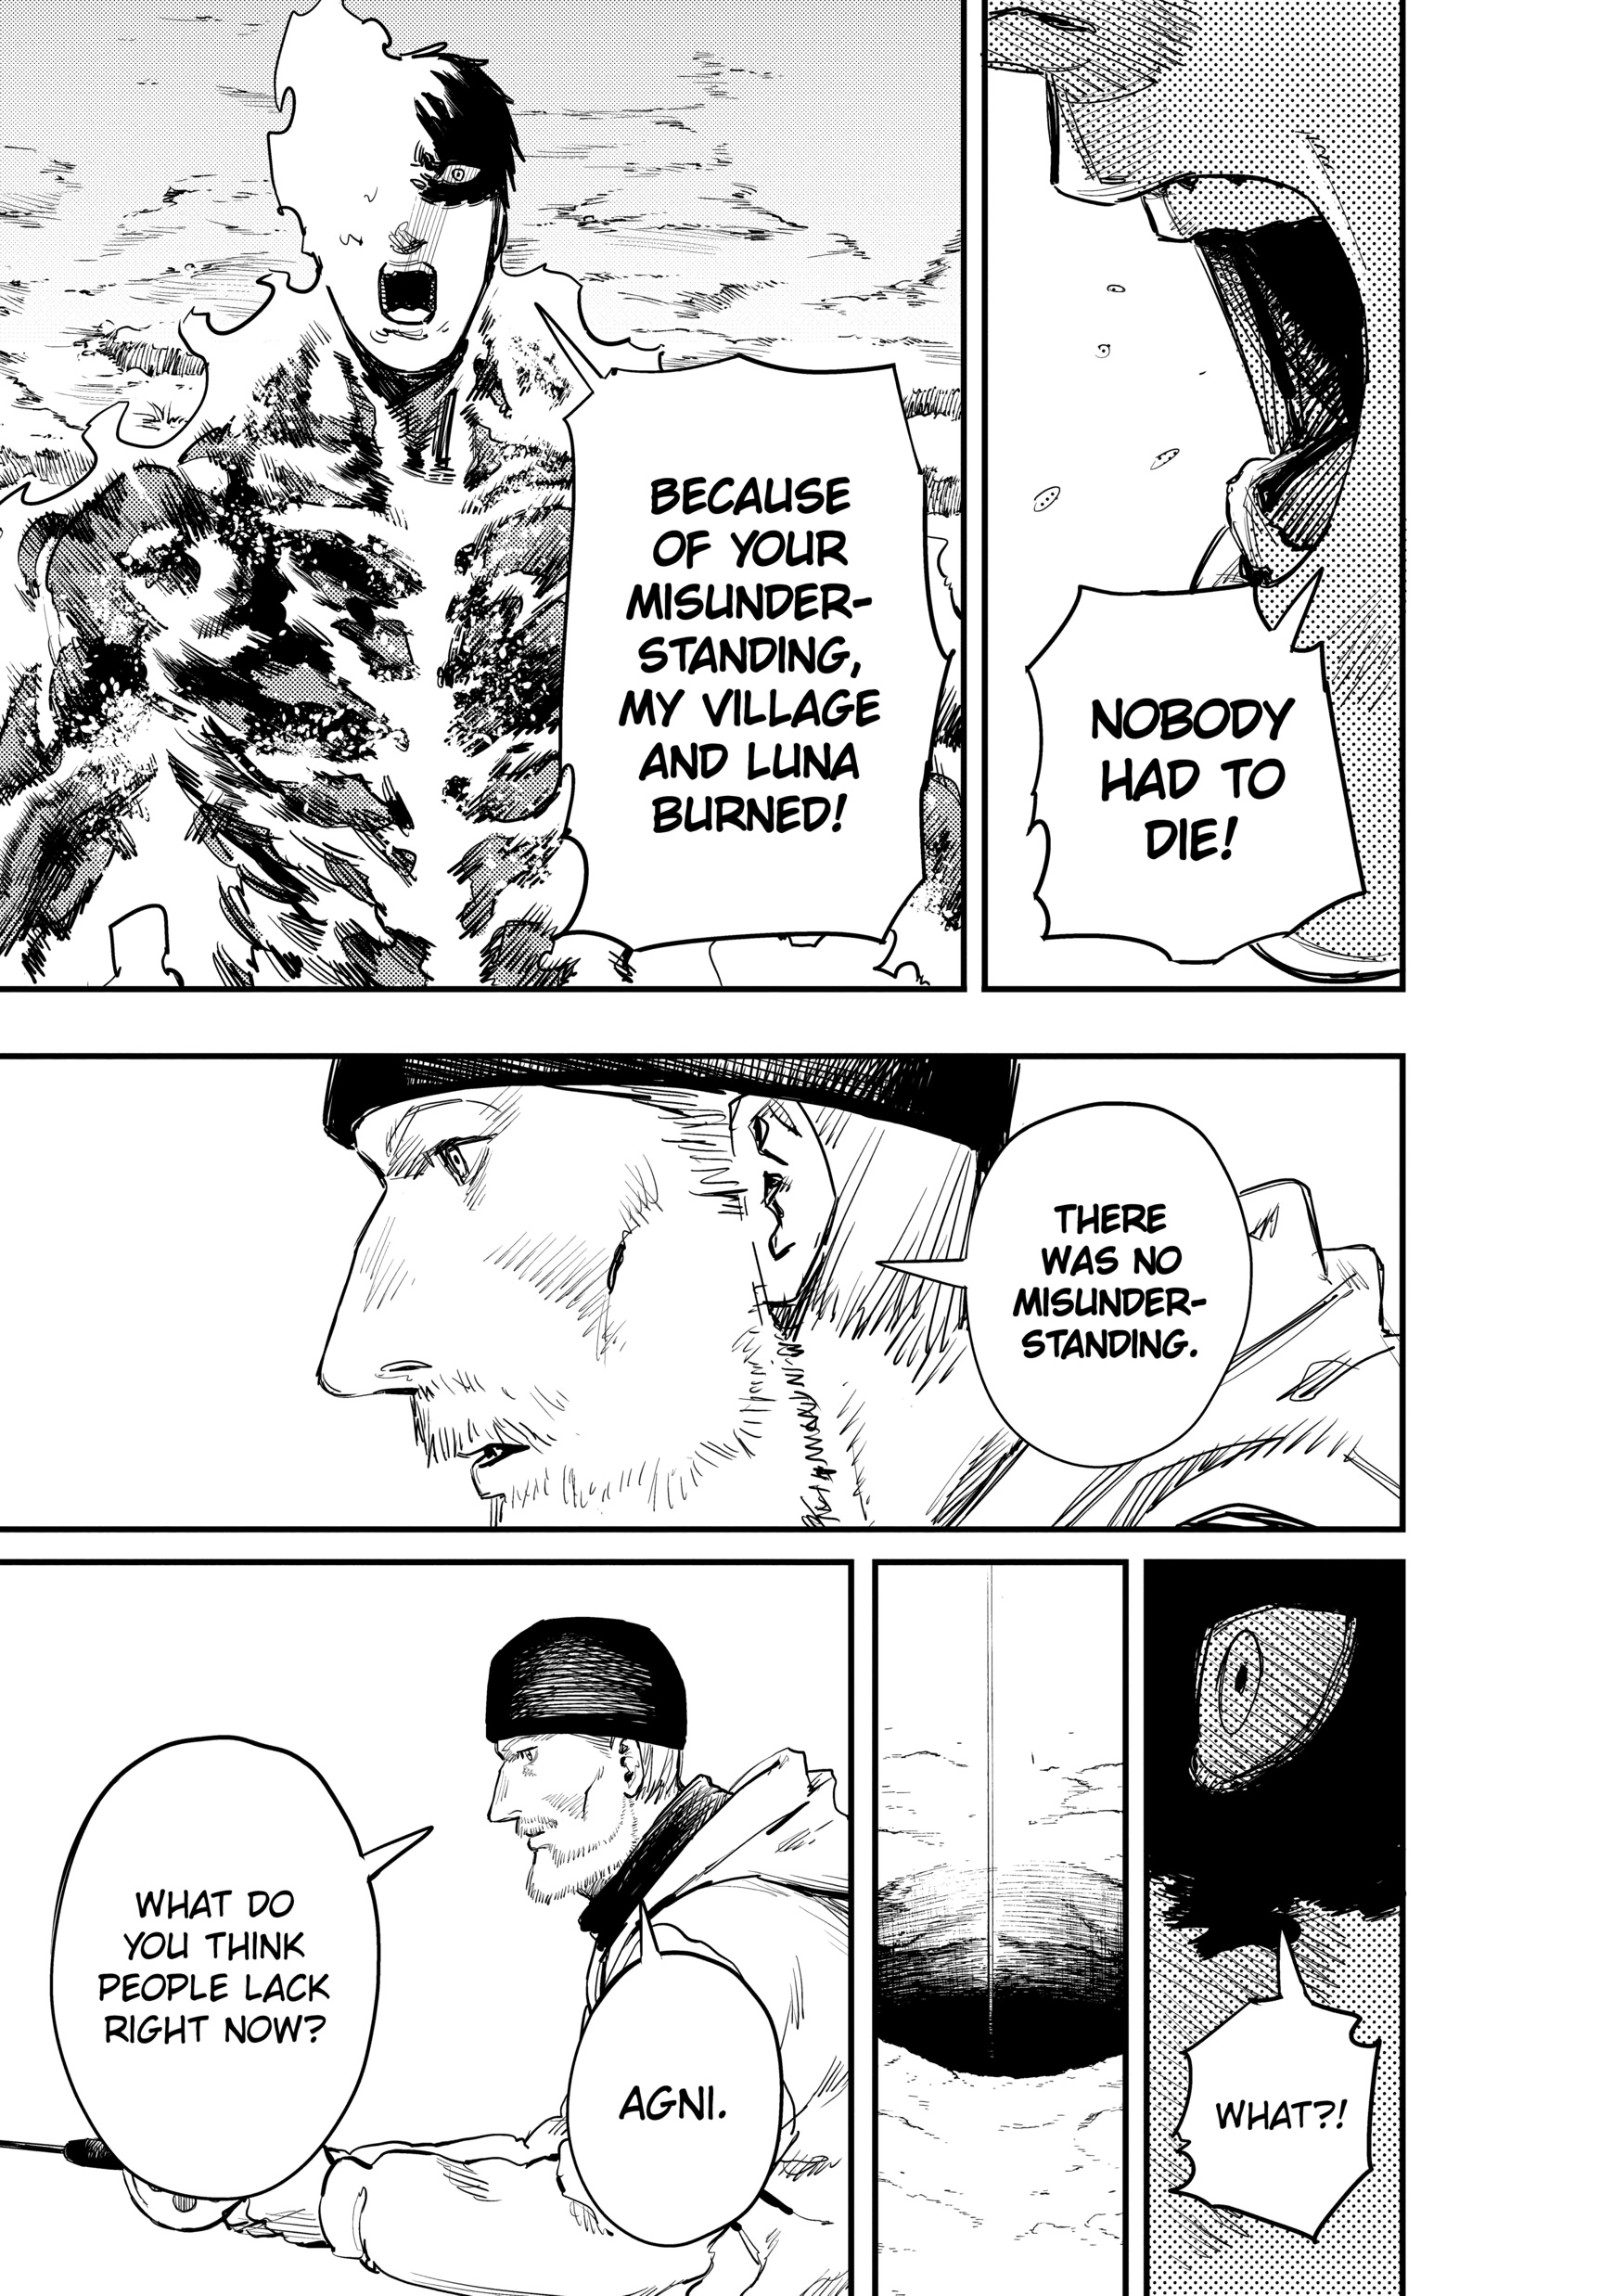 NOBODY
HAD TO
DIE!
BECAUSE
OF YOUR
MISUNDER-
STANDING,
MY VILLAGE
AND LUNA
BURNED!
THERE
WAS NO
MISUNDER-
STANDING.
WHAT?!
AGNI.
WHAT DO
YOU THINK
PEOPLE LACK
RIGHT NOW?